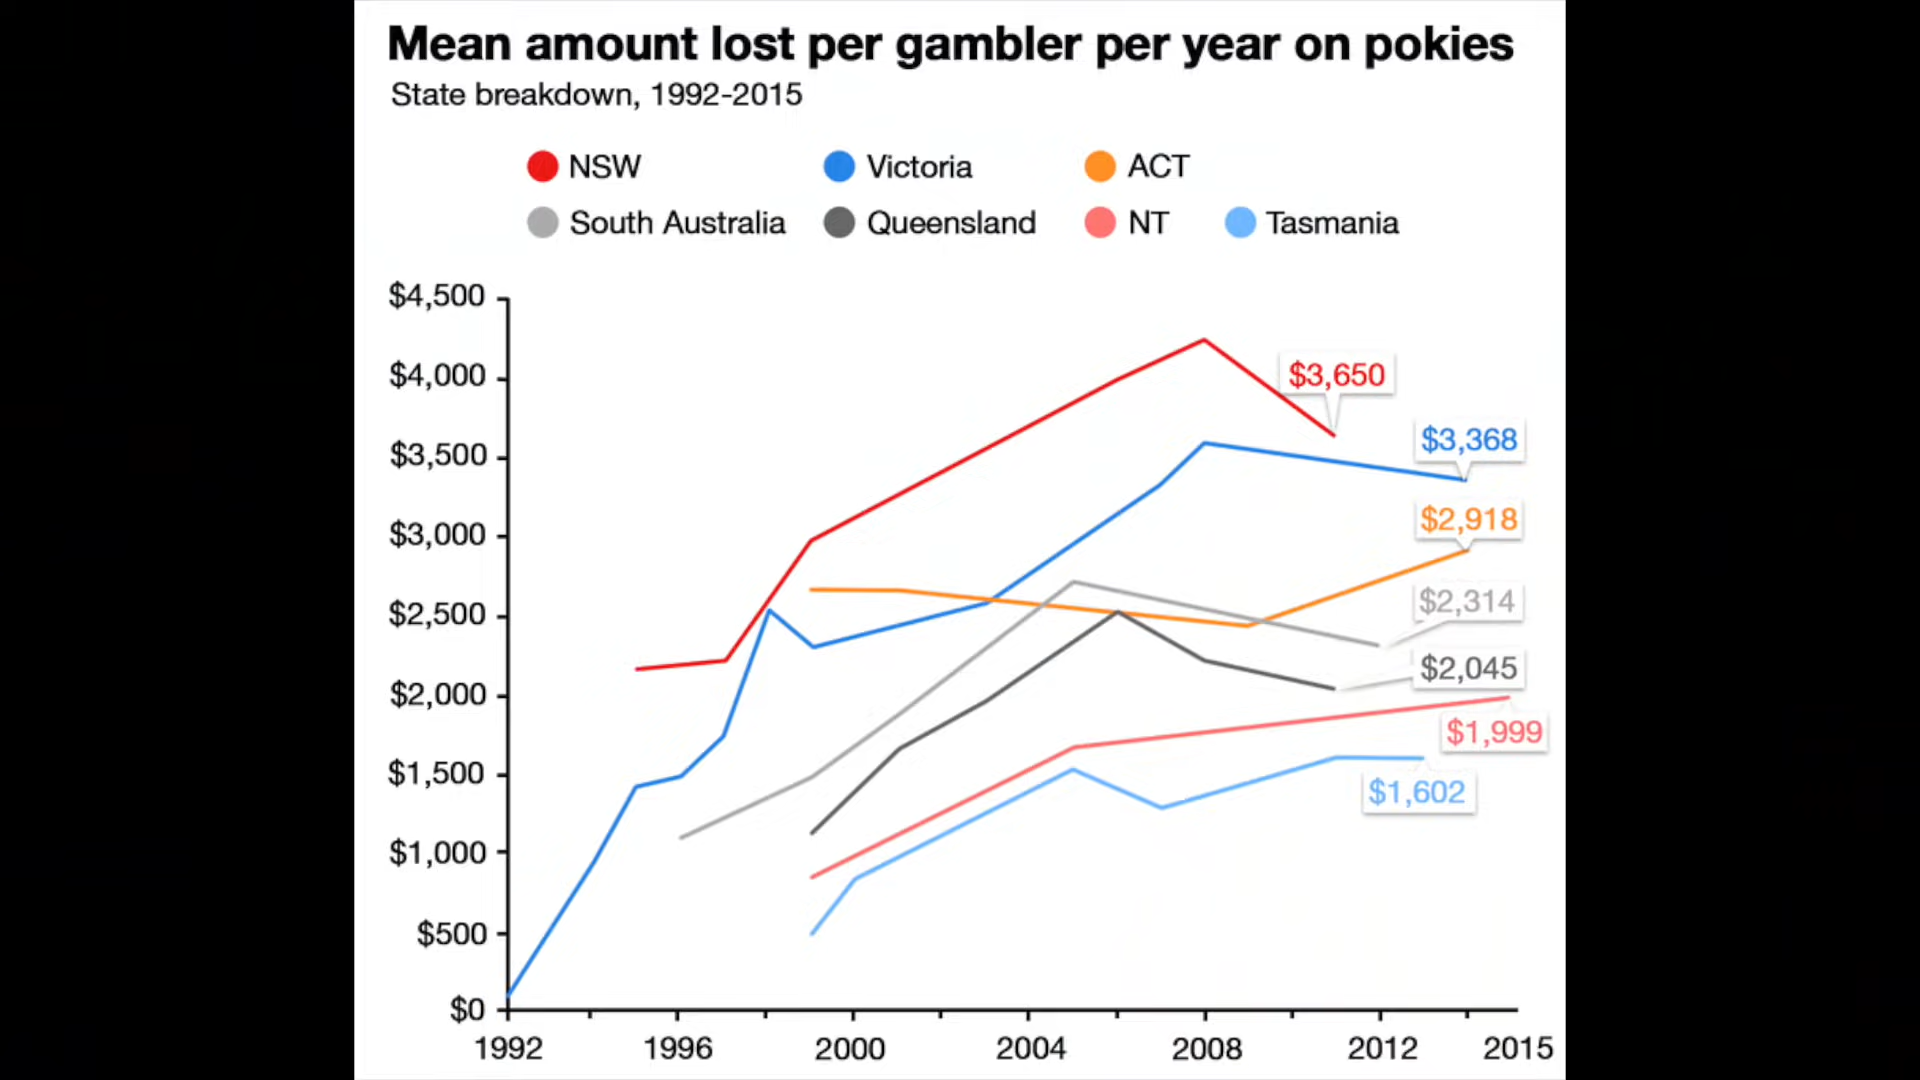 Mean amount lost per gambler per year on pokies
State breakdown, 1992-2015
NSW
Victoria
ACT
South Australia
Queensland
NT
Tasmania
$4,500
$4,000
$3,500
$3,000
$2,500
$2,000
$1,500
$1,000
$500
$0
$3,650
$3,368
$2,918
$2,314
$2,045
$1,999
$1,602
1992 1996 2000 2004 2008 2012 2015